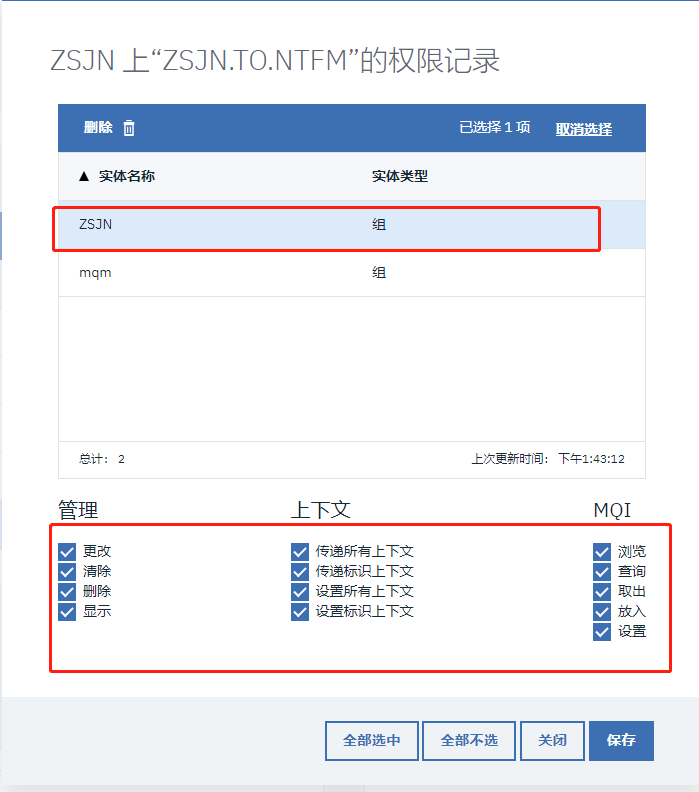 ZSJN 上“ZSJN.TO.NTFM”的权限记录
删除 已选择 1 项 取消选择
▲ 实体名称 实体类型
ZSJN 组
mqm 组
总计: 2 上次更新时间: 下午1:43:12
管理 上下文 MQI
更改 传递所有上下文 浏览
清除 传递标识上下文 查询
删除 设置所有上下文 取出
显示 设置标识上下文 放入
设置
全部选中 全部不选 关闭 保存